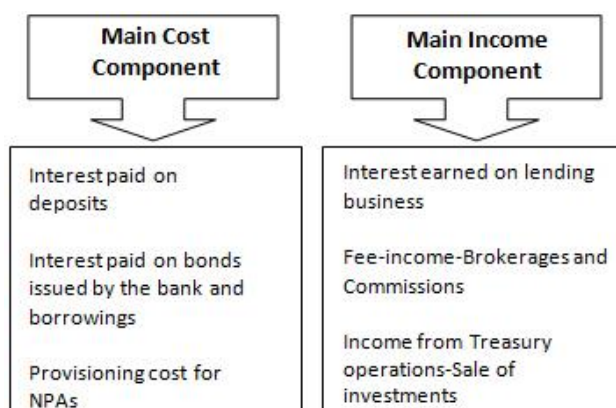 Main Cost
Component
Interest paid on
deposits
Interest paid on bonds
issued by the bank and
borrowings
Provisioning cost for
NPAs
Main Income
Component
Interest earned on lending
business
Fee-income-Brokerages and
Commissions
Income from Treasury
operations-Sale of
investments